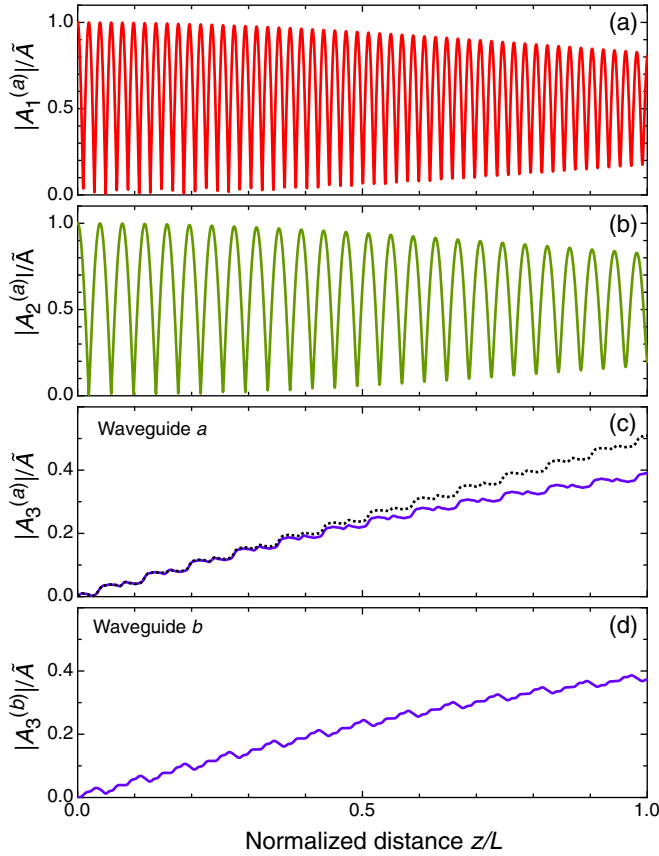 (a)
1.0
0.5
0.0
|A₁⁽ᵃ⁾|/Ã
(b)
1.0
0.5
0.0
|A₂⁽ᵃ⁾|/Ã
Waveguide a
(c)
0.4
0.2
0.0
|A₃⁽ᵃ⁾|/Ã
Waveguide b
(d)
0.4
0.2
0.0
|A₃⁽ᵇ⁾|/Ã
0.0 0.5 1.0
Normalized distance z/L